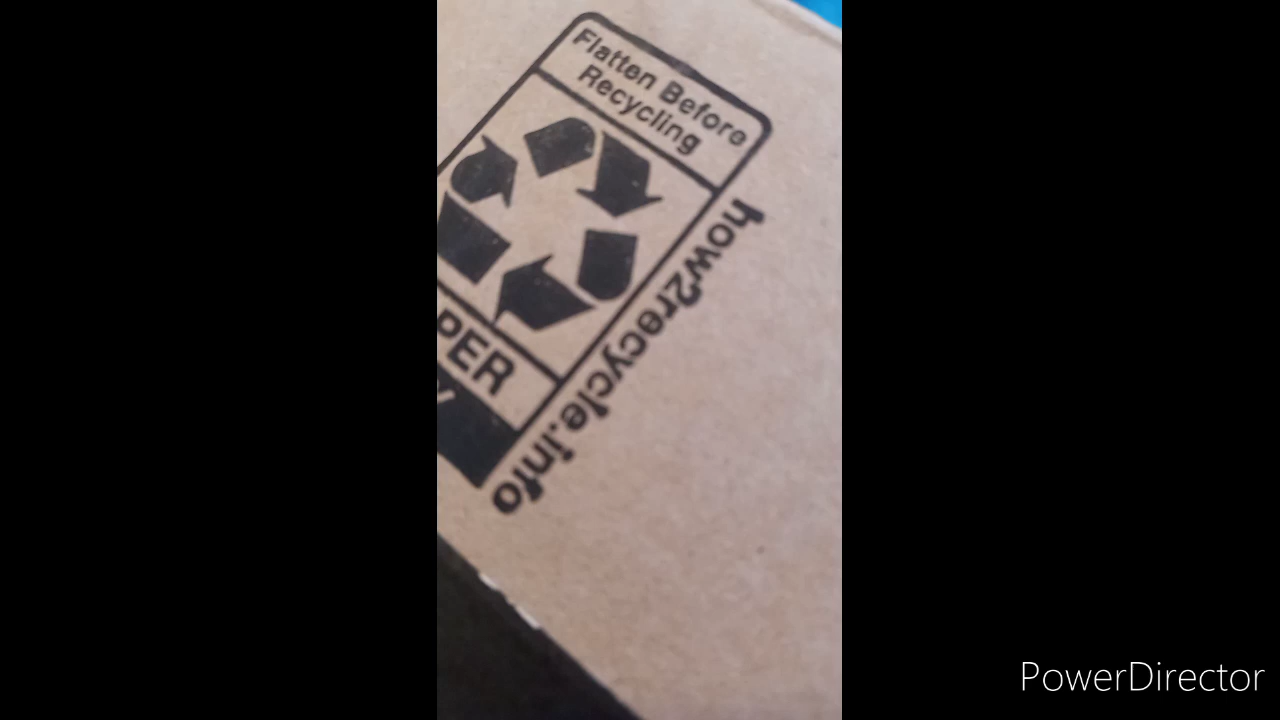 Flatten Before
Recycling
how2recycle.info
PER
PowerDirector